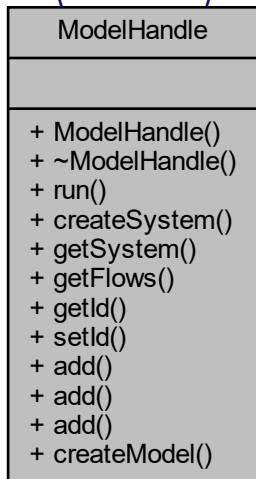 ModelHandle
+ ModelHandle()
+ ~ModelHandle()
+ run()
+ createSystem()
+ getSystem()
+ getFlows()
+ getId()
+ setId()
+ add()
+ add()
+ add()
+ createModel()